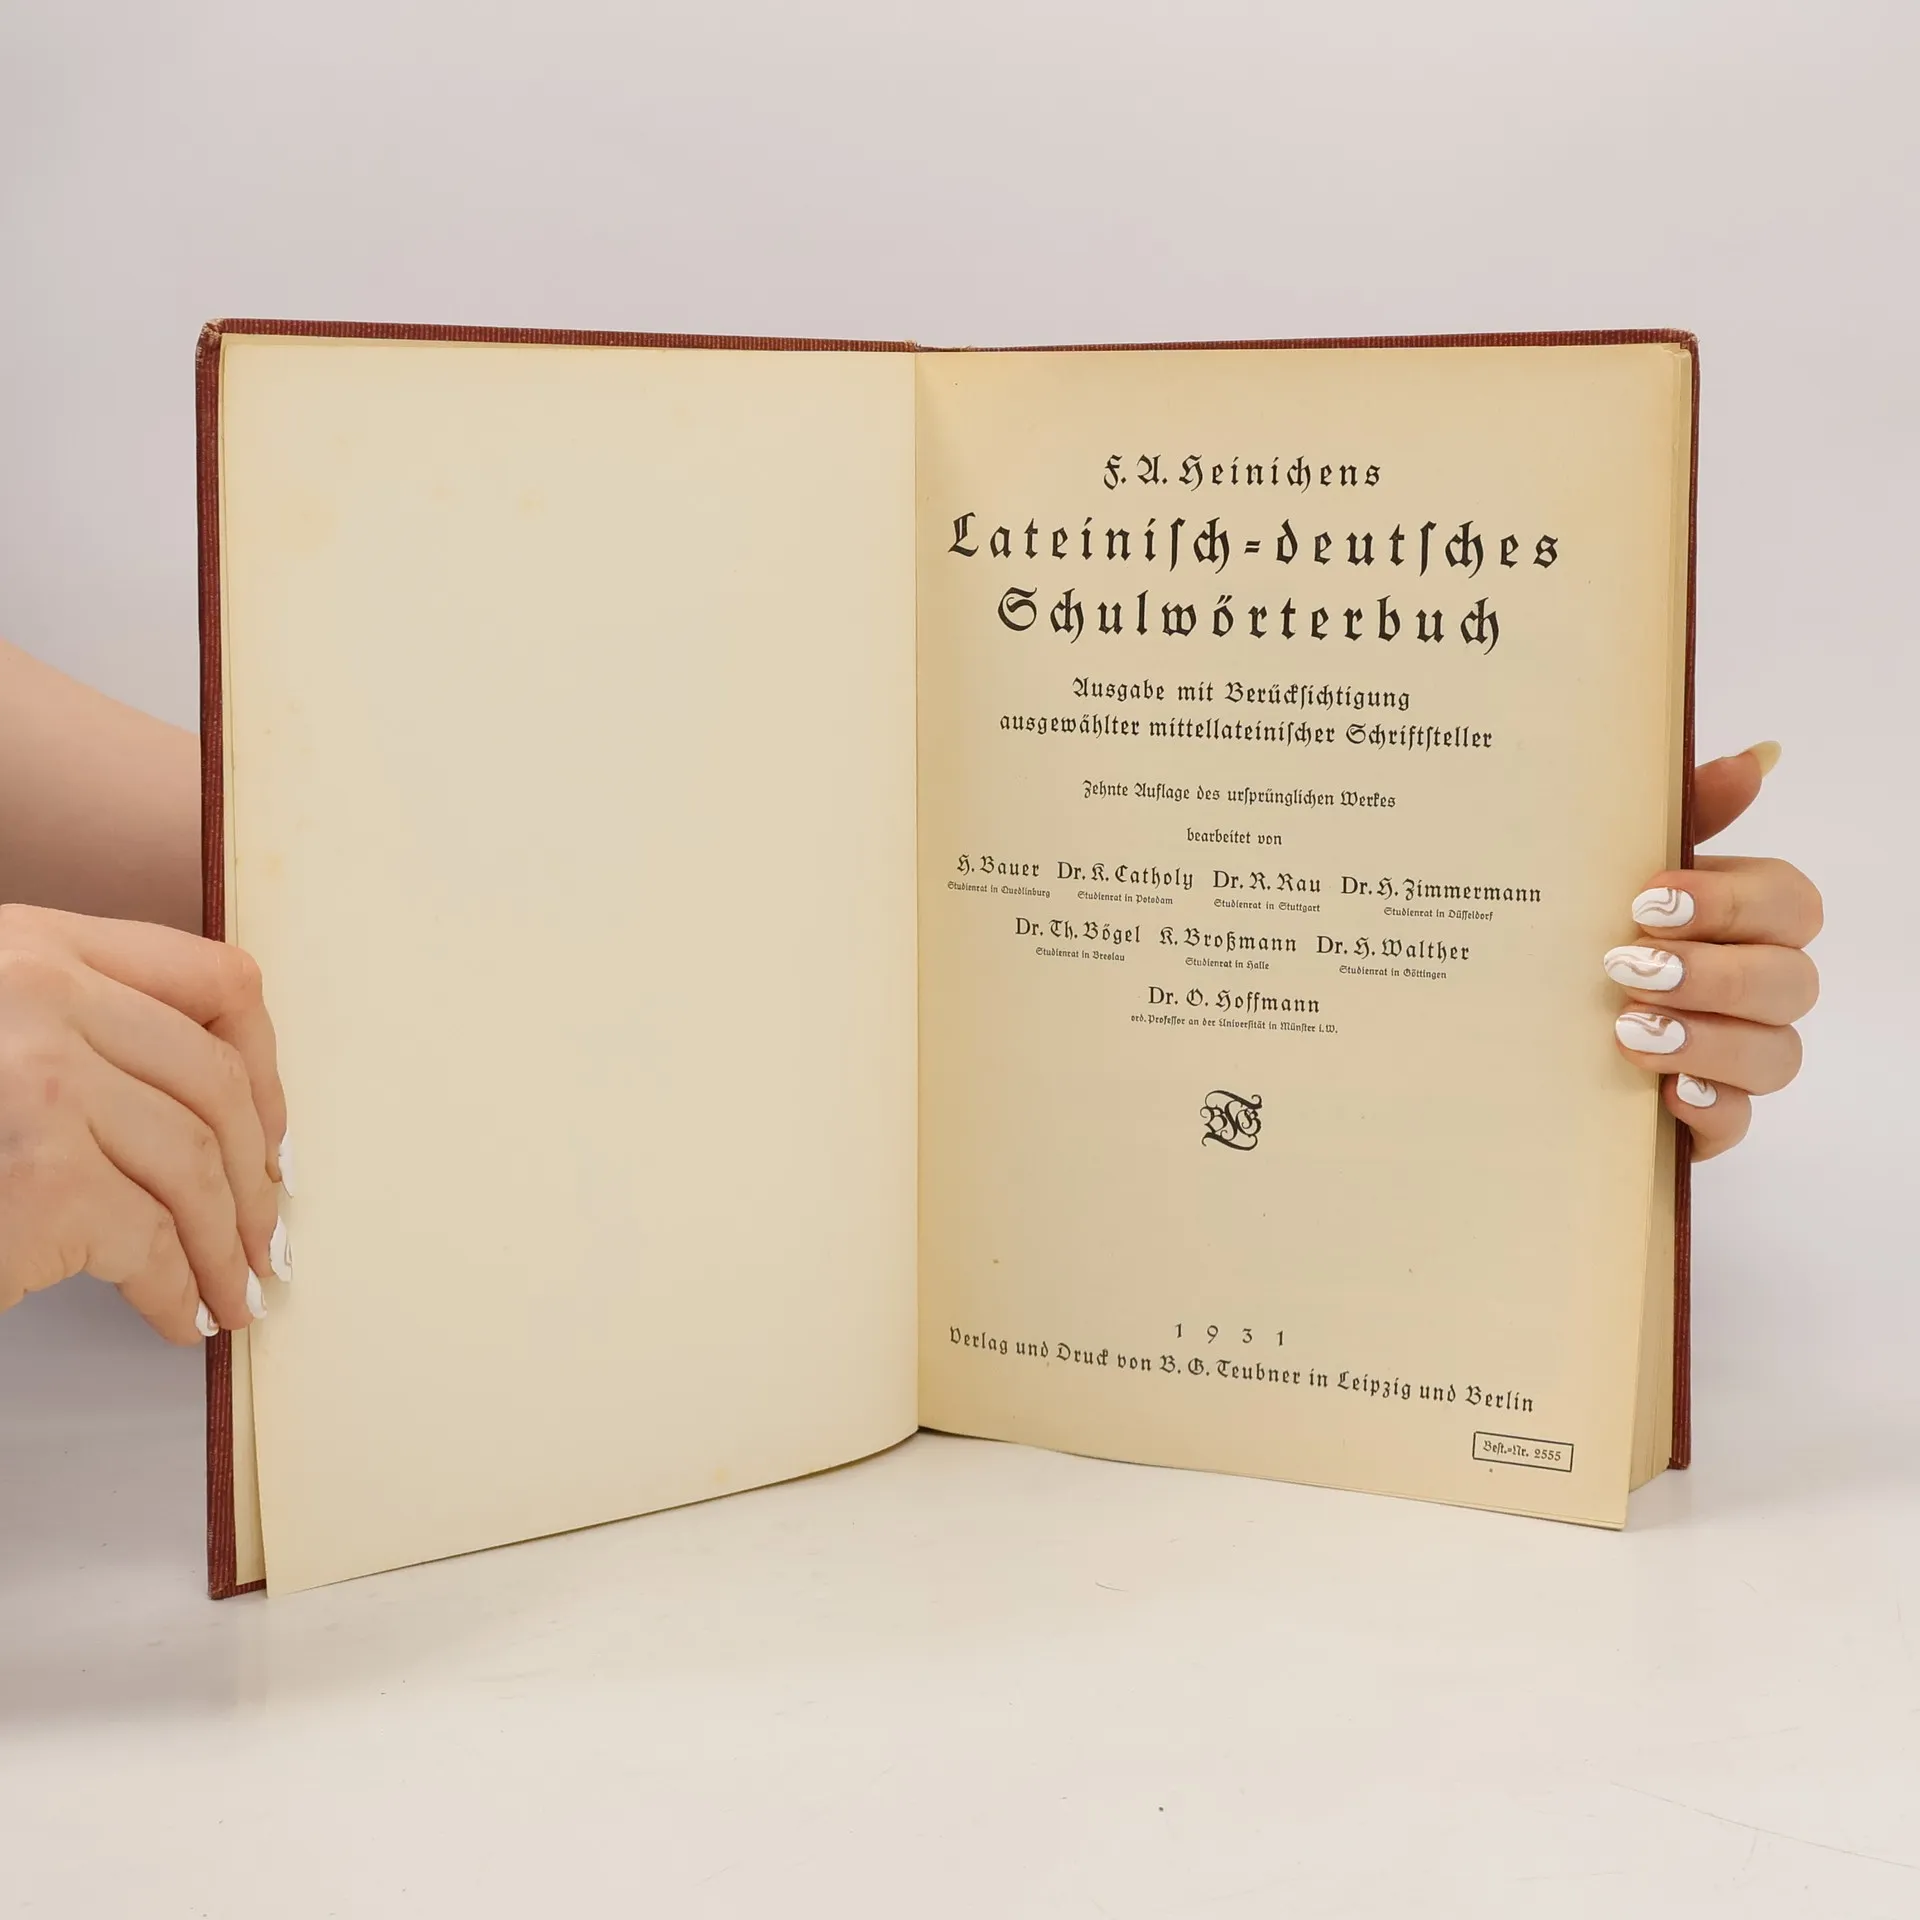 F. A. Heinichens
Lateiniſch-deutſches
Schulwörterbuch
Ausgabe mit Berückſichtigung
ausgewählter mittellateiniſcher Schriftſteller
Zehnte Auflage des urſprünglichen Werkes
bearbeitet von
H. Bauer Dr. K. Catholy Dr. R. Rau Dr. H. Zimmermann
Studienrat in Quedlinburg Studienrat in Potsdam Studienrat in Stuttgart Studienrat in Düſſeldorf
Dr. Th. Bögel K. Broßmann Dr. H. Walther
Studienrat in Breslau Studienrat in Halle Studienrat in Göttingen
Dr. O. Hoffmann
ord. Profeſſor an der Univerſität in Münſter i. W.
BGT
1931
Verlag und Druck von B. G. Teubner in Leipzig und Berlin
Beſt.-Nr. 2555